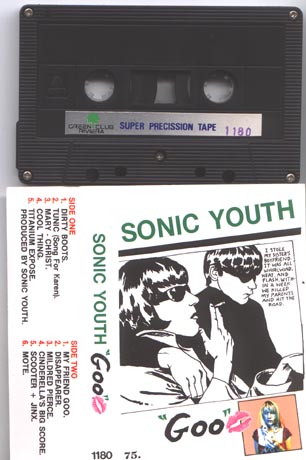 GREEN CLUB
RIVIERA
SUPER PRECISSION TAPE
1180
SONIC YOUTH
I STOLE
MY SISTER'S
BOYFRIEND.
IT WAS ALL
WHIRLWIND,
HEAT, AND
FLASH. WITH
IN A WEEK
WE KILLED
MY PARENTS
AND HIT
THE ROAD.
"Goo"
SONIC YOUTH "Goo"
SIDE ONE
1. DIRTY BOOTS.
2. TUNIC (Song For Karen).
3. MARY - CHRIST.
4. COOL THING.
5. TITANIUM EXPOSE.
PRODUCED BY SONIC YOUTH.
SIDE TWO
1. MY FRIEND GOO.
2. DISAPPEARER.
3. MILDRED PIERCE.
4. CINDERELLA'S BIG SCORE.
5. SCOOTER + JINX.
6. MOTE.
1180 75.